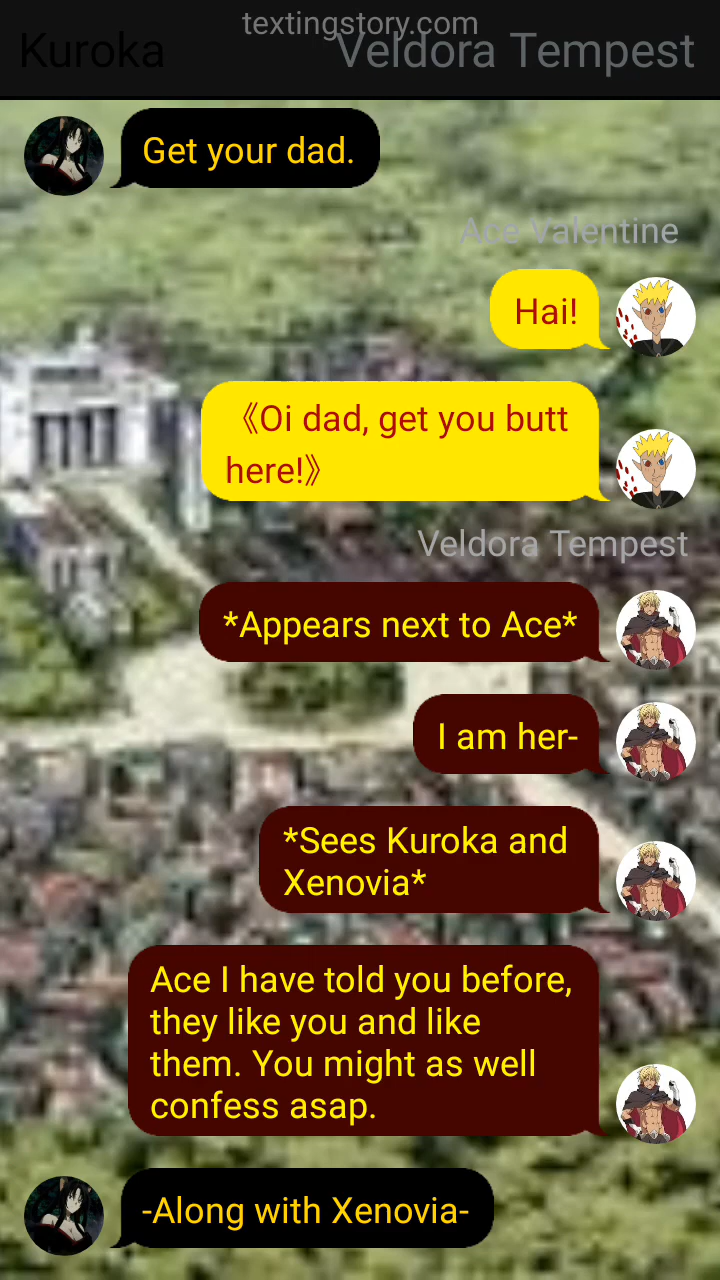 textingstory.com
Kuroka
Veldora Tempest
Get your dad.
Ace Valentine
Hai!
《Oi dad, get you butt
here!》
Veldora Tempest
*Appears next to Ace*
I am her-
*Sees Kuroka and
Xenovia*
Ace I have told you before,
they like you and like
them. You might as well
confess asap.
-Along with Xenovia-